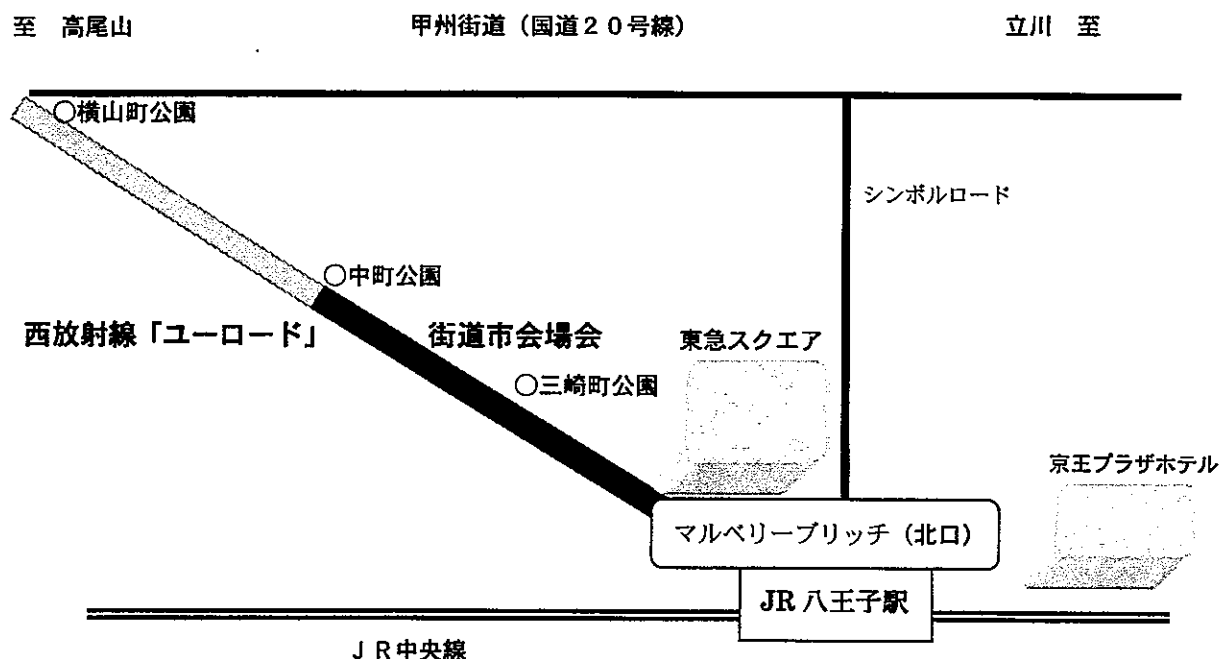 至　高尾山　甲州街道（国道２０号線）　立川　至
○横山町公園
シンボルロード
○中町公園
西放射線「ユーロード」　街道市会場会　東急スクエア
○三崎町公園
京王プラザホテル
マルベリーブリッチ（北口）
JR 八王子駅
ＪＲ中央線